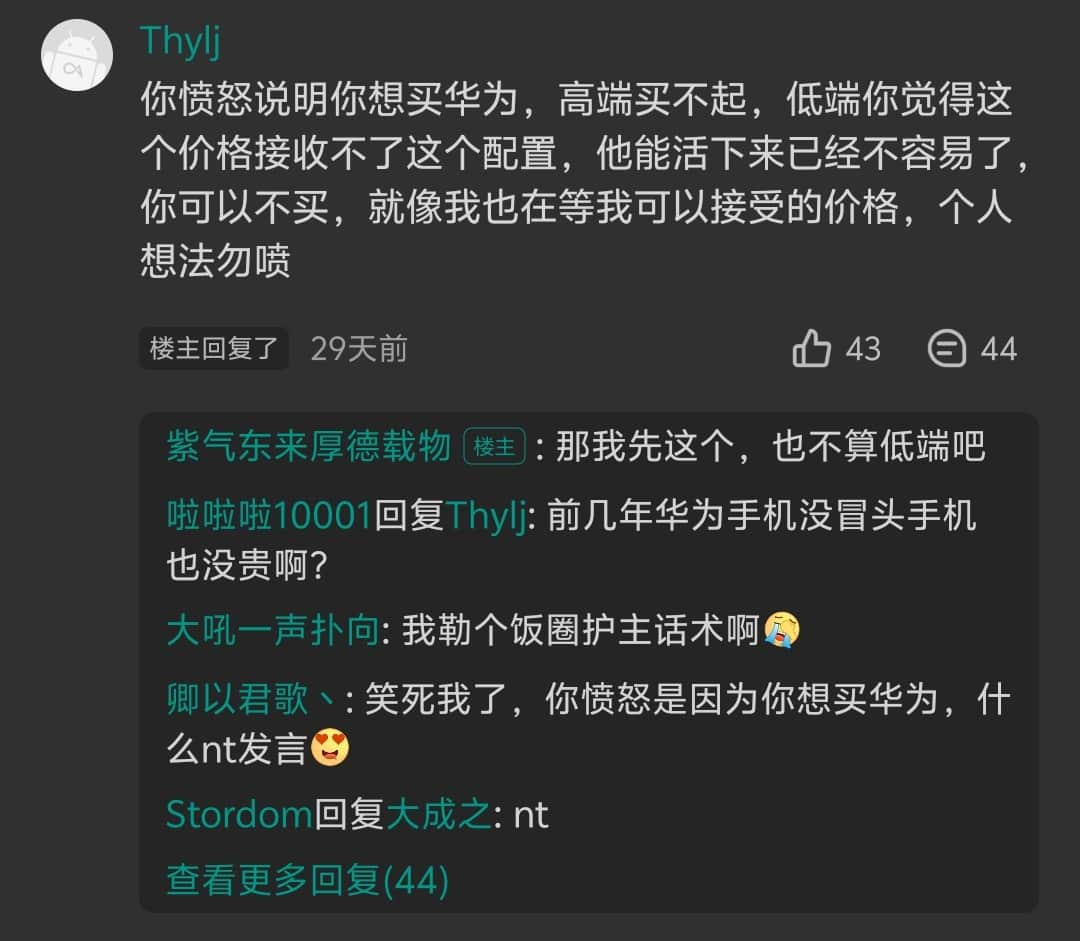 Thylj
你愤怒说明你想买华为，高端买不起，低端你觉得这
个价格接收不了这个配置，他能活下来已经不容易了，
你可以不买，就像我也在等我可以接受的价格，个人
想法勿喷
楼主回复了 29天前 43 44
紫气东来厚德载物 楼主 : 那我先这个，也不算低端吧
啦啦啦10001回复Thylj: 前几年华为手机没冒头手机
也没贵啊？
大吼一声扑向: 我勒个饭圈护主话术啊😭
卿以君歌丶: 笑死我了，你愤怒是因为你想买华为，什
么nt发言😍
Stordom回复大成之: nt
查看更多回复(44)